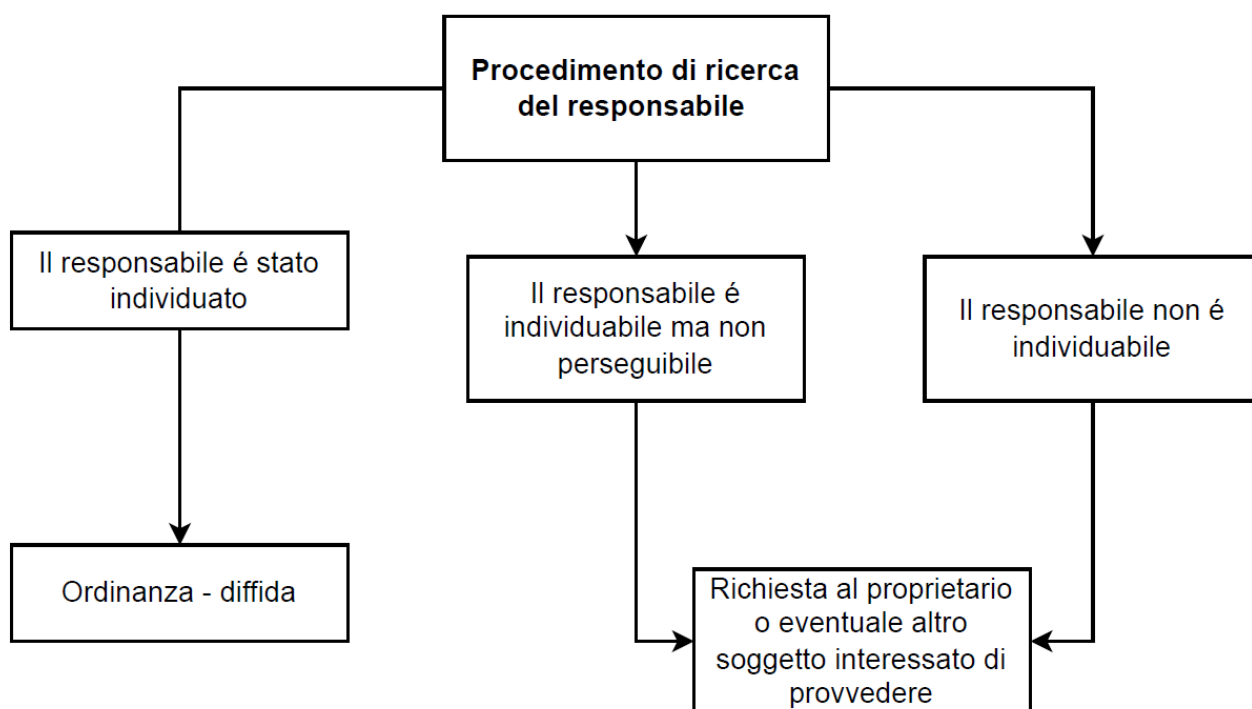 Procedimento di ricerca
del responsabile
Il responsabile é stato
individuato
Il responsabile é
individuabile ma non
perseguibile
Il responsabile non é
individuabile
Ordinanza - diffida
Richiesta al proprietario
o eventuale altro
soggetto interessato di
provvedere